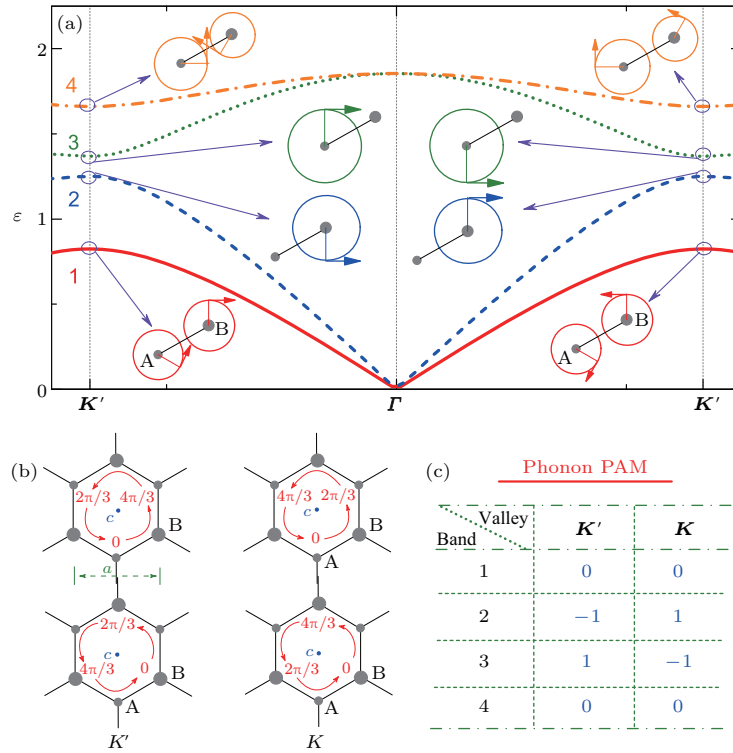 (a)
2
1
0
ε
4
3
2
1
A
B
A
B
K′
Γ
K′
(b)
2π/3
4π/3
c
0
B
a
2π/3
c
4π/3
0
B
A
K′
4π/3
2π/3
c
0
B
A
4π/3
c
2π/3
0
B
A
K
(c)
Phonon PAM
Valley
Band
K′
K
1 0 0
2 −1 1
3 1 −1
4 0 0